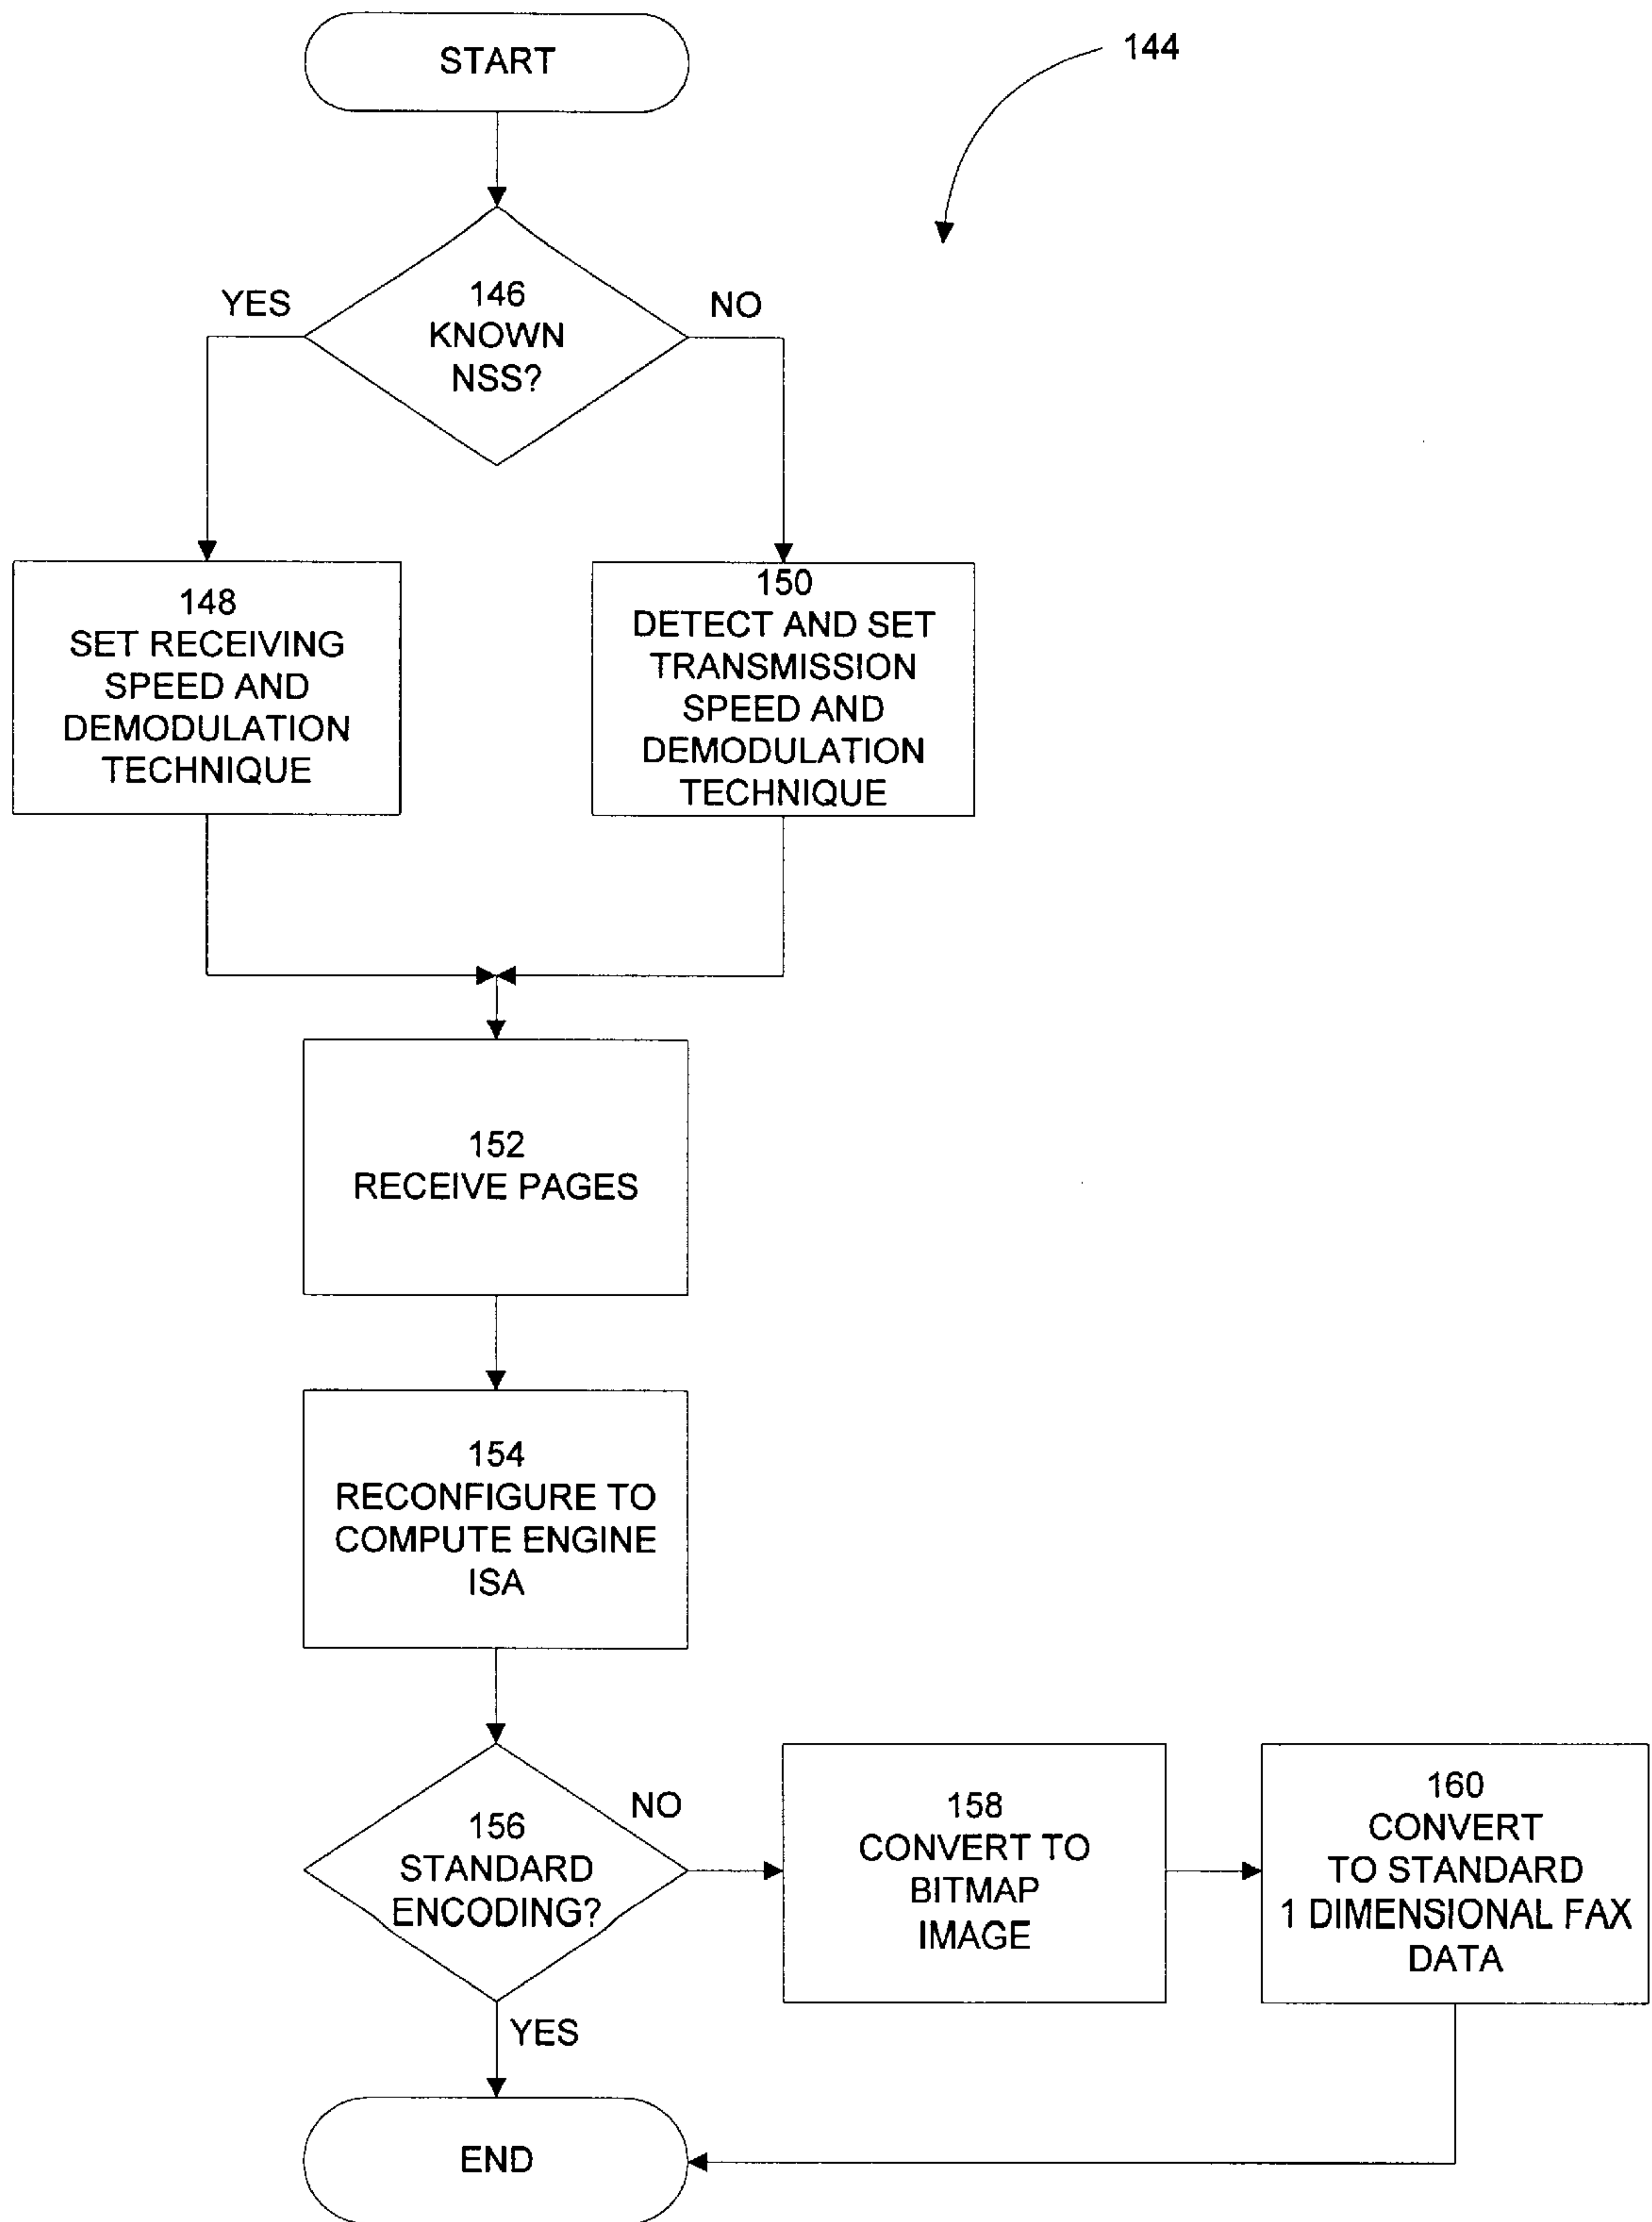 START
144
146
KNOWN
NSS?
YES
NO
148
SET RECEIVING
SPEED AND
DEMODULATION
TECHNIQUE
150
DETECT AND SET
TRANSMISSION
SPEED AND
DEMODULATION
TECHNIQUE
152
RECEIVE PAGES
154
RECONFIGURE TO
COMPUTE ENGINE
ISA
156
STANDARD
ENCODING?
NO
158
CONVERT TO
BITMAP
IMAGE
160
CONVERT
TO STANDARD
1 DIMENSIONAL FAX
DATA
YES
END